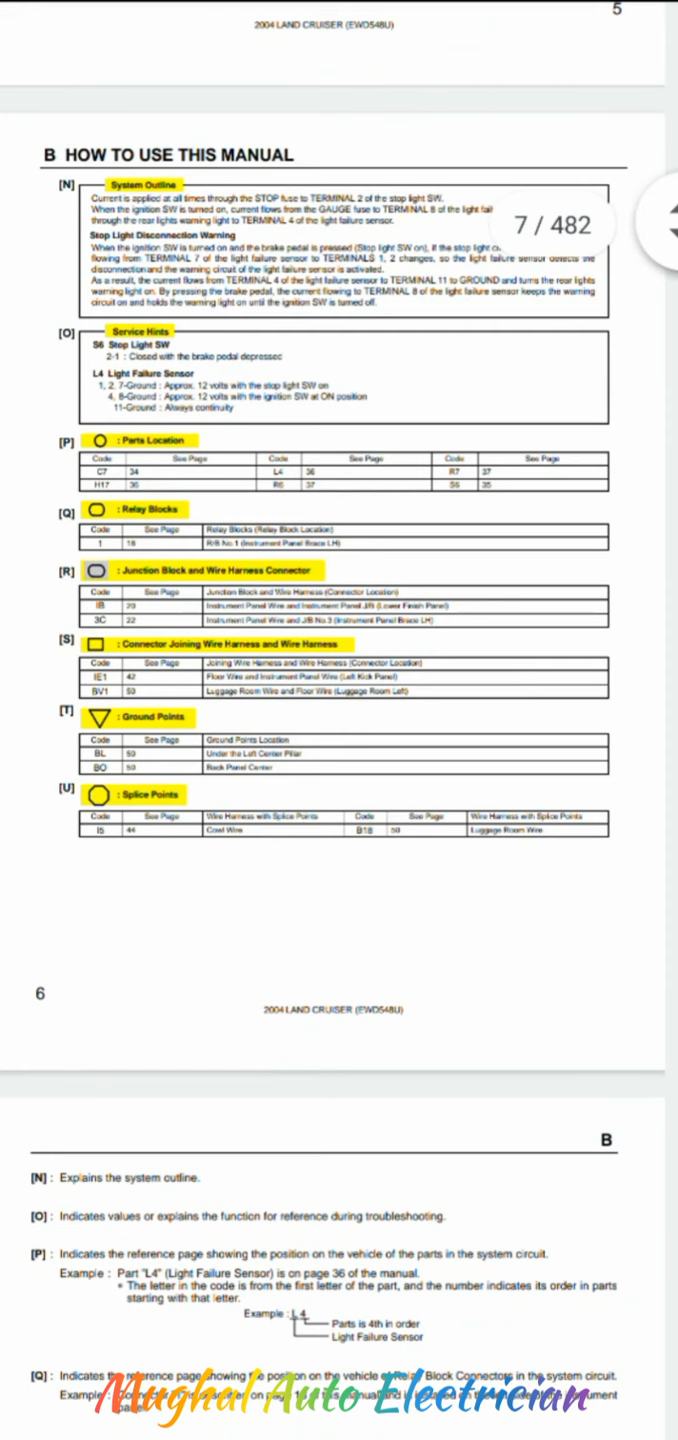 5
2004 LAND CRUISER (EWD548U)
B HOW TO USE THIS MANUAL
[N]
System Outline
Current is applied at all times through the STOP fuse to TERMINAL 2 of the stop light SW.
When the ignition SW is turned on, current flows from the GAUGE fuse to TERMINAL 8 of the light fail
through the rear lights warning light to TERMINAL 4 of the light failure sensor.
7 / 482
Stop Light Disconnection Warning
When the ignition SW is turned on and the brake pedal is pressed (Stop light SW on), if the stop light
flowing from TERMINAL 7 of the light failure sensor to TERMINALS 1, 2 changes, so the light failure sensor detects the
disconnection and the warning circuit of the light failure sensor is activated.
As a result, the current flows from TERMINAL 4 of the light failure sensor to TERMINAL 11 to GROUND and turns the rear lights
warning light on. By pressing the brake pedal, the current flowing to TERMINAL 8 of the light failure sensor keeps the warning
circuit on and holds the warning light on until the ignition SW is turned off.
[O]
Service Hints
S6 Stop Light SW
2-1 : Closed with the brake pedal depressed
L4 Light Failure Sensor
1, 2, 7-Ground : Approx. 12 volts with the stop light SW on
4, 8-Ground : Approx. 12 volts with the ignition SW at ON position
11-Ground : Always continuity
[P] : Parts Location
Code See Page Code See Page Code See Page
C7 34 L4 36 R7 37
H17 36 R6 37 S6 35
[Q] : Relay Blocks
Code See Page Relay Blocks (Relay Block Location)
1 18 R/B No.1 (Instrument Panel Brace LH)
[R] : Junction Block and Wire Harness Connector
Code See Page Junction Block and Wire Harness (Connector Location)
IB 20 Instrument Panel Wire and Instrument Panel J/B (Lower Finish Panel)
3C 22 Instrument Panel Wire and J/B No.3 (Instrument Panel Brace LH)
[S] : Connector Joining Wire Harness and Wire Harness
Code See Page Joining Wire Harness and Wire Harness (Connector Location)
IE1 42 Floor Wire and Instrument Panel Wire (Left Kick Panel)
BV1 50 Luggage Room Wire and Floor Wire (Luggage Room Left)
[T] : Ground Points
Code See Page Ground Points Location
BL 50 Under the Left Center Pillar
BO 50 Back Panel Center
[U] : Splice Points
Code See Page Wire Harness with Splice Points Code See Page Wire Harness with Splice Points
I5 44 Cowl Wire B18 50 Luggage Room Wire
6
2004 LAND CRUISER (EWD548U)
B
[N] : Explains the system outline.
[O] : Indicates values or explains the function for reference during troubleshooting.
[P] : Indicates the reference page showing the position on the vehicle of the parts in the system circuit.
Example : Part "L4" (Light Failure Sensor) is on page 36 of the manual.
* The letter in the code is from the first letter of the part, and the number indicates its order in parts
starting with that letter.
Example : L 4
Parts is 4th in order
Light Failure Sensor
[Q] : Indicates the reference page showing the position on the vehicle of Relay Block Connectors in the system circuit.
Mughal Auto Electrician
Example